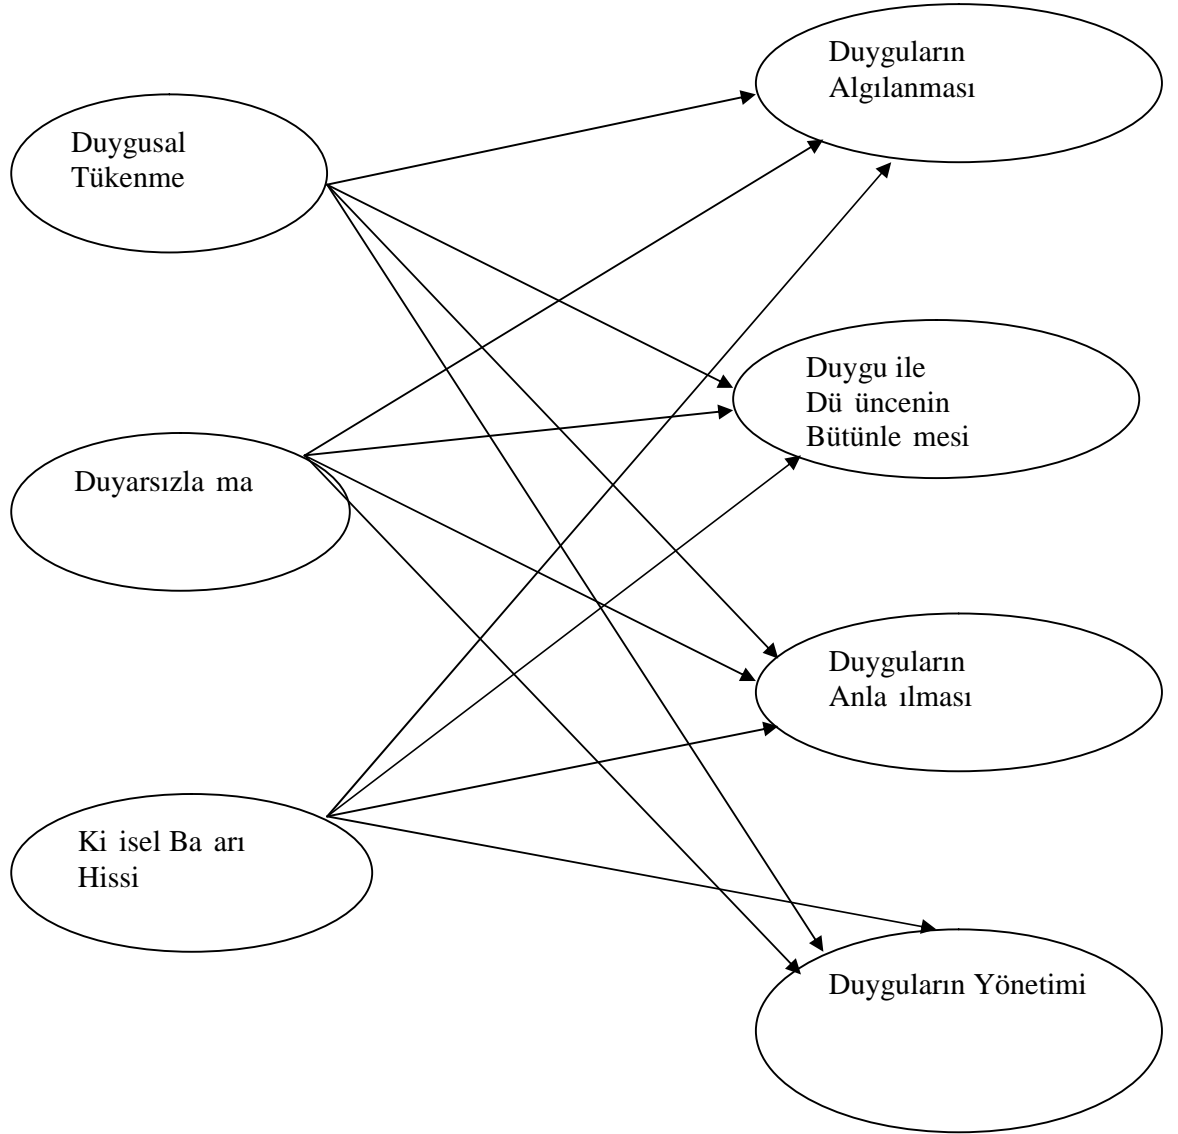 Duyguların
Algılanması
Duygusal
Tükenme
Duygu ile
Dü üncenin
Bütünle mesi
Duyarsızla ma
Duyguların
Anla ılması
Ki isel Ba arı
Hissi
Duyguların Yönetimi